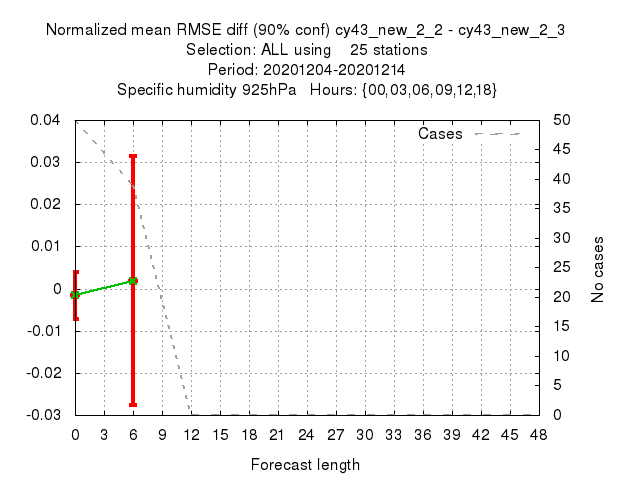 Normalized mean RMSE diff (90% conf) cy43_new_2_2 - cy43_new_2_3
Selection: ALL using    25 stations
Period: 20201204-20201214
Specific humidity 925hPa   Hours: {00,03,06,09,12,18}
Cases
0.04
0.03
0.02
0.01
0
-0.01
-0.02
-0.03
50
45
40
35
30
25
20
15
10
5
0
No cases
0 3 6 9 12 15 18 21 24 27 30 33 36 39 42 45 48
Forecast length